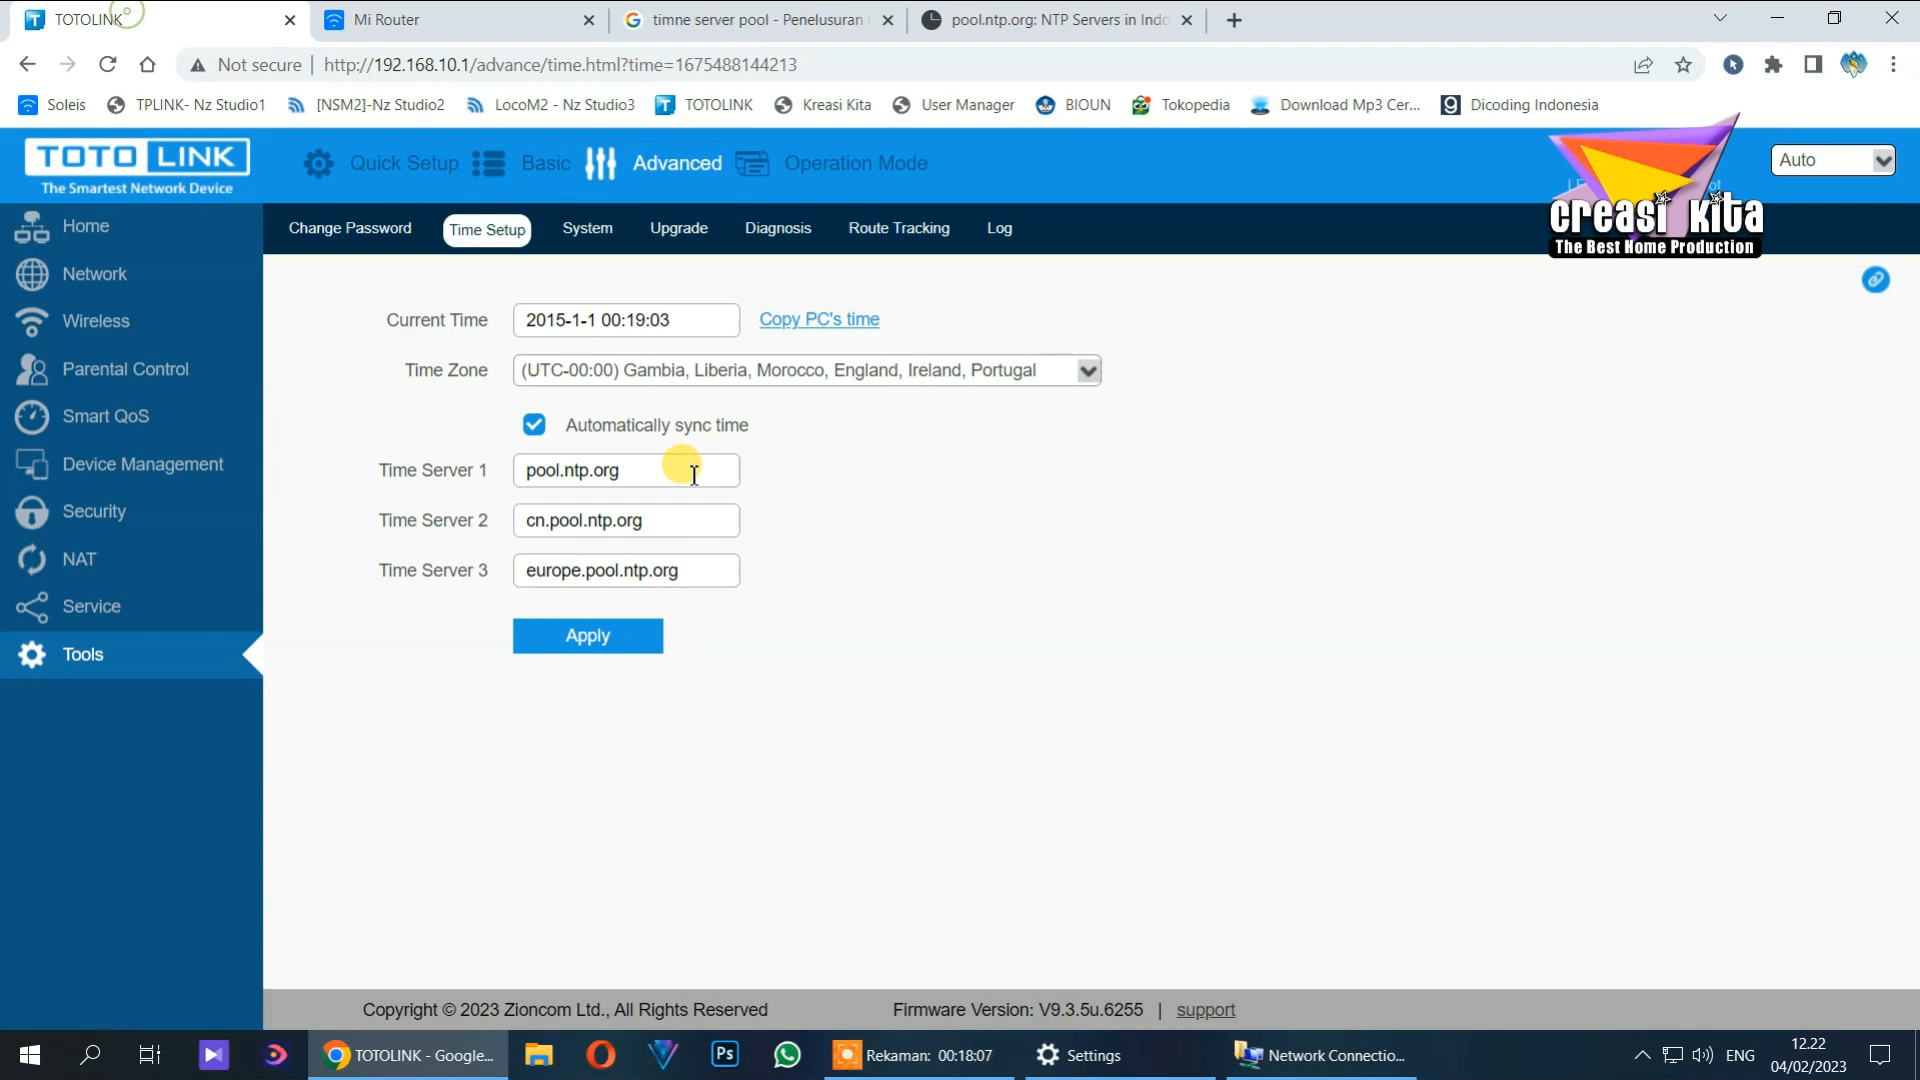 TOTOLINK
Mi Router
timne server pool - Penelusuran
pool.ntp.org: NTP Servers in Indo
Not secure | http://192.168.10.1/advance/time.html?time=1675488144213
Soleis TPLINK- Nz Studio1 [NSM2]-Nz Studio2 LocoM2 - Nz Studio3 TOTOLINK Kreasi Kita User Manager BIOUN Tokopedia Download Mp3 Cer... Dicoding Indonesia
TOTO LINK
The Smartest Network Device
Quick Setup Basic Advanced Operation Mode
Auto
creasi kita
The Best Home Production
Change Password Time Setup System Upgrade Diagnosis Route Tracking Log
Home
Network
Wireless
Parental Control
Smart QoS
Device Management
Security
NAT
Service
Tools
Current Time 2015-1-1 00:19:03 Copy PC's time
Time Zone (UTC-00:00) Gambia, Liberia, Morocco, England, Ireland, Portugal
Automatically sync time
Time Server 1 pool.ntp.org
Time Server 2 cn.pool.ntp.org
Time Server 3 europe.pool.ntp.org
Apply
Copyright © 2023 Zioncom Ltd., All Rights Reserved Firmware Version: V9.3.5u.6255 | support
TOTOLINK - Google... Ps Rekaman: 00:18:07 Settings Network Connectio... ENG
12.22
04/02/2023